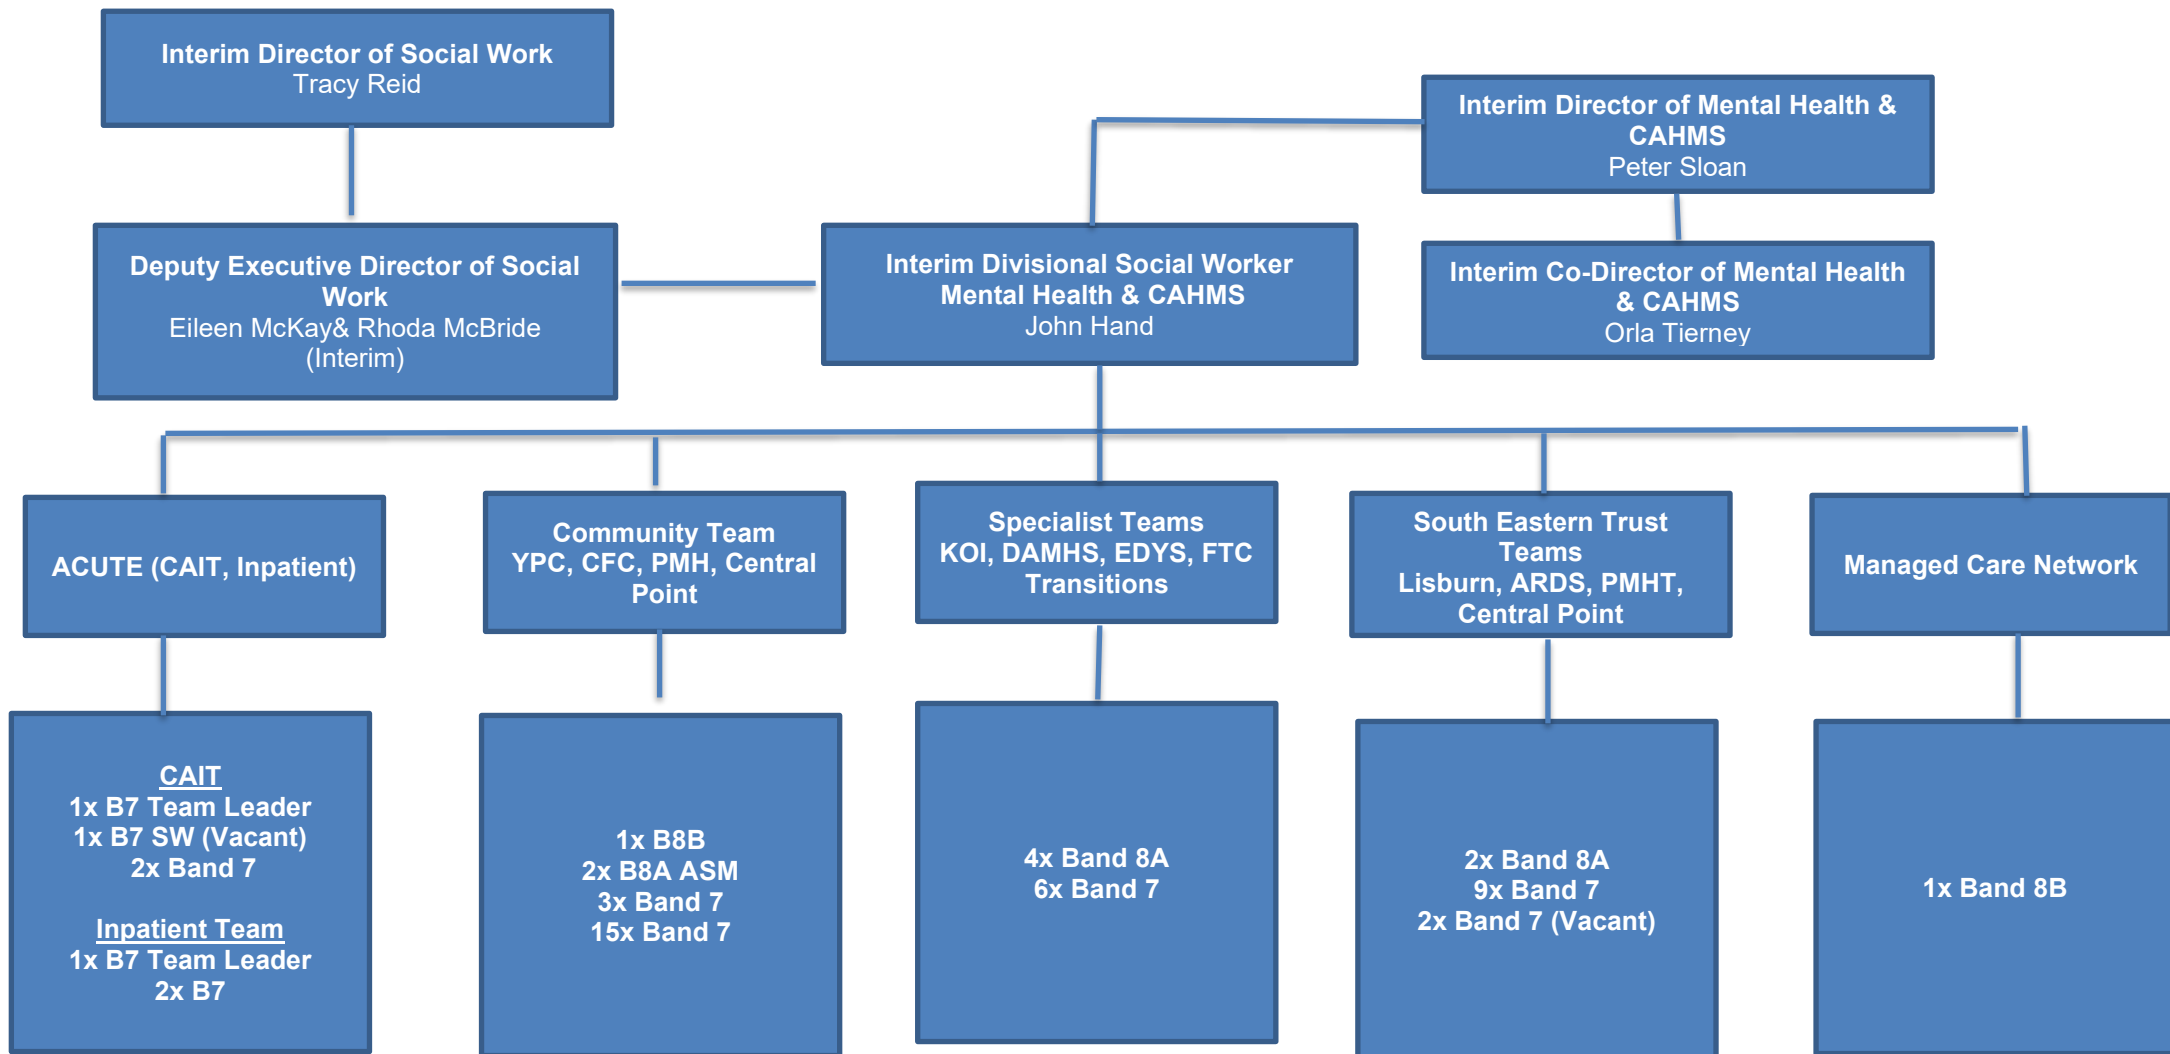 Interim Director of Social Work
Tracy Reid
Interim Director of Mental Health &
CAHMS
Peter Sloan
Deputy Executive Director of Social
Work
Eileen McKay& Rhoda McBride
(Interim)
Interim Divisional Social Worker
Mental Health & CAHMS
John Hand
Interim Co-Director of Mental Health
& CAHMS
Orla Tierney
ACUTE (CAIT, Inpatient)
Community Team
YPC, CFC, PMH, Central
Point
Specialist Teams
KOI, DAMHS, EDYS, FTC
Transitions
South Eastern Trust
Teams
Lisburn, ARDS, PMHT,
Central Point
Managed Care Network
CAIT
1x B7 Team Leader
1x B7 SW (Vacant)
2x Band 7
Inpatient Team
1x B7 Team Leader
2x B7
1x B8B
2x B8A ASM
3x Band 7
15x Band 7
4x Band 8A
6x Band 7
2x Band 8A
9x Band 7
2x Band 7 (Vacant)
1x Band 8B